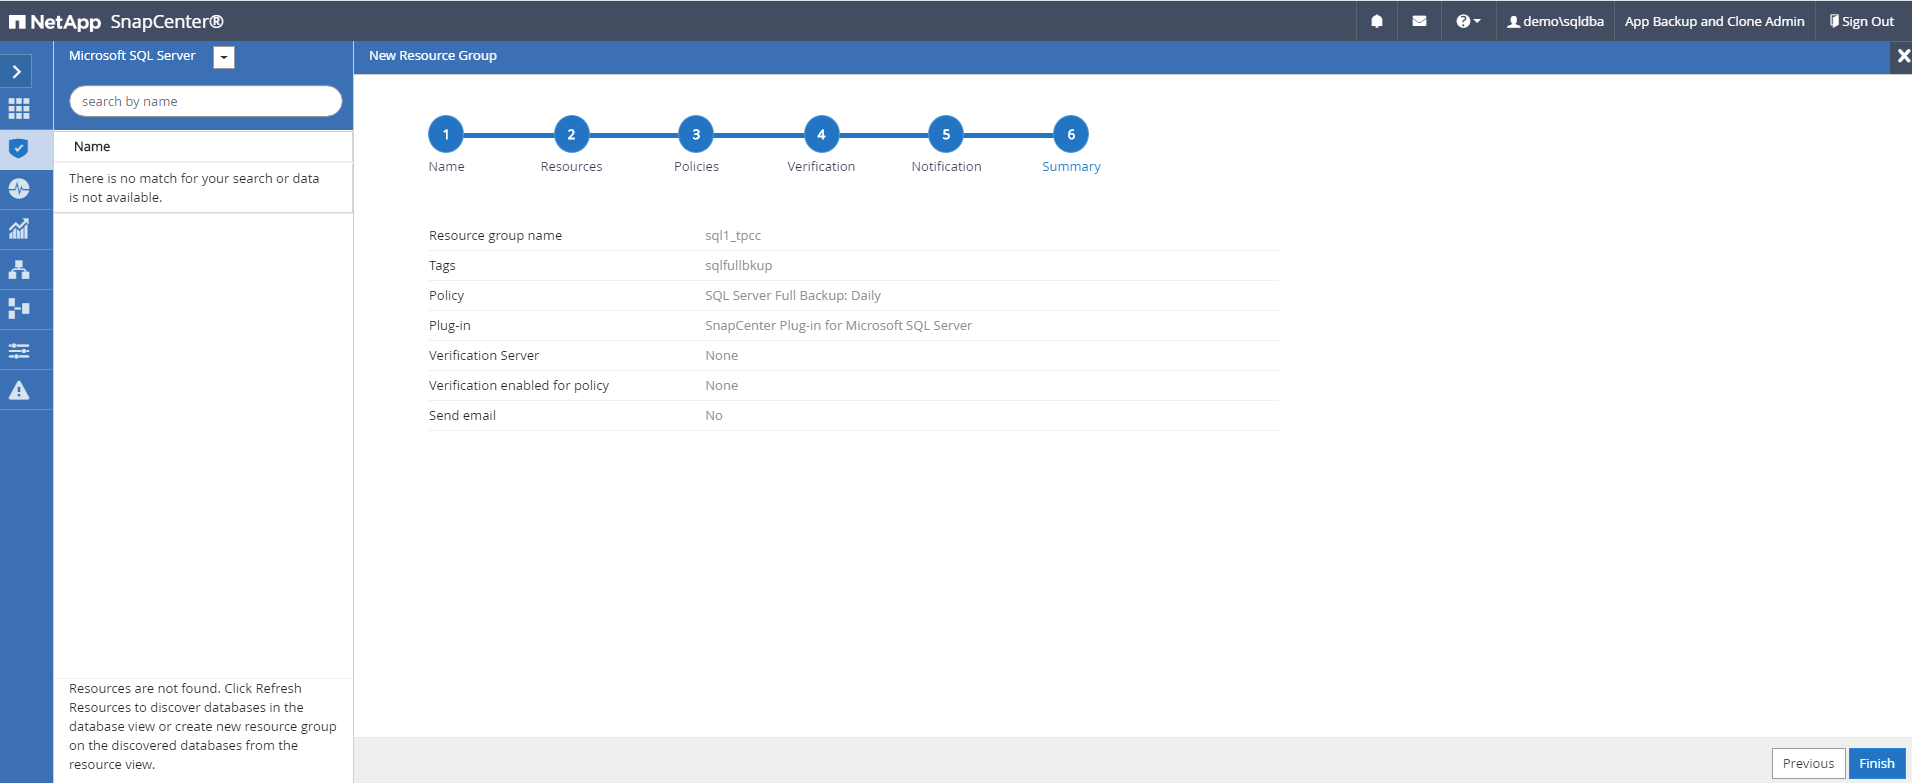 NetApp SnapCenter®
demo\sqldba
App Backup and Clone Admin
Sign Out
Microsoft SQL Server
search by name
Name
There is no match for your search or data
is not available.
Resources are not found. Click Refresh
Resources to discover databases in the
database view or create new resource group
on the discovered databases from the
resource view.
New Resource Group
1 2 3 4 5 6
Name Resources Policies Verification Notification Summary
Resource group name sql1_tpcc
Tags sqlfullbkup
Policy SQL Server Full Backup: Daily
Plug-in SnapCenter Plug-in for Microsoft SQL Server
Verification Server None
Verification enabled for policy None
Send email No
Previous Finish